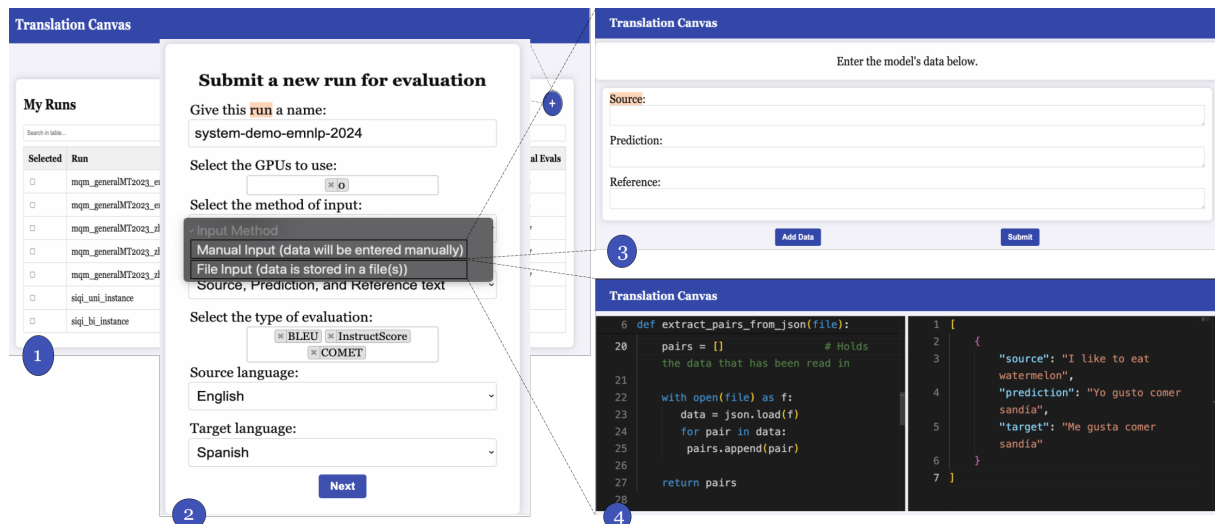 Translation Canvas
My Runs
+
Search in table...
Selected Run al Evals
mqm_generalMT2023_e
mqm_generalMT2023_e
mqm_generalMT2023_zl
mqm_generalMT2023_zl
mqm_generalMT2023_zl
siqi_uni_instance
siqi_bi_instance
1
Submit a new run for evaluation
Give this run a name:
system-demo-emnlp-2024
Select the GPUs to use:
× 0
Select the method of input:
✓Input Method
Manual Input (data will be entered manually)
File Input (data is stored in a file(s))
Source, Prediction, and Reference text
Select the type of evaluation:
× BLEU × InstructScore
× COMET
Source language:
English
Target language:
Spanish
Next
2
Translation Canvas
Enter the model's data below.
Source:
Prediction:
Reference:
Add Data Submit
3
Translation Canvas
6 def extract_pairs_from_json(file):
20 pairs = [] # Holds
the data that has been read in
21
22 with open(file) as f:
23 data = json.load(f)
24 for pair in data:
25 pairs.append(pair)
26
27 return pairs
28
1 [
2 {
3 "source": "I like to eat
watermelon",
4 "prediction": "Yo gusto comer
sandía",
5 "target": "Me gusta comer
sandía"
6 }
7 ]
4